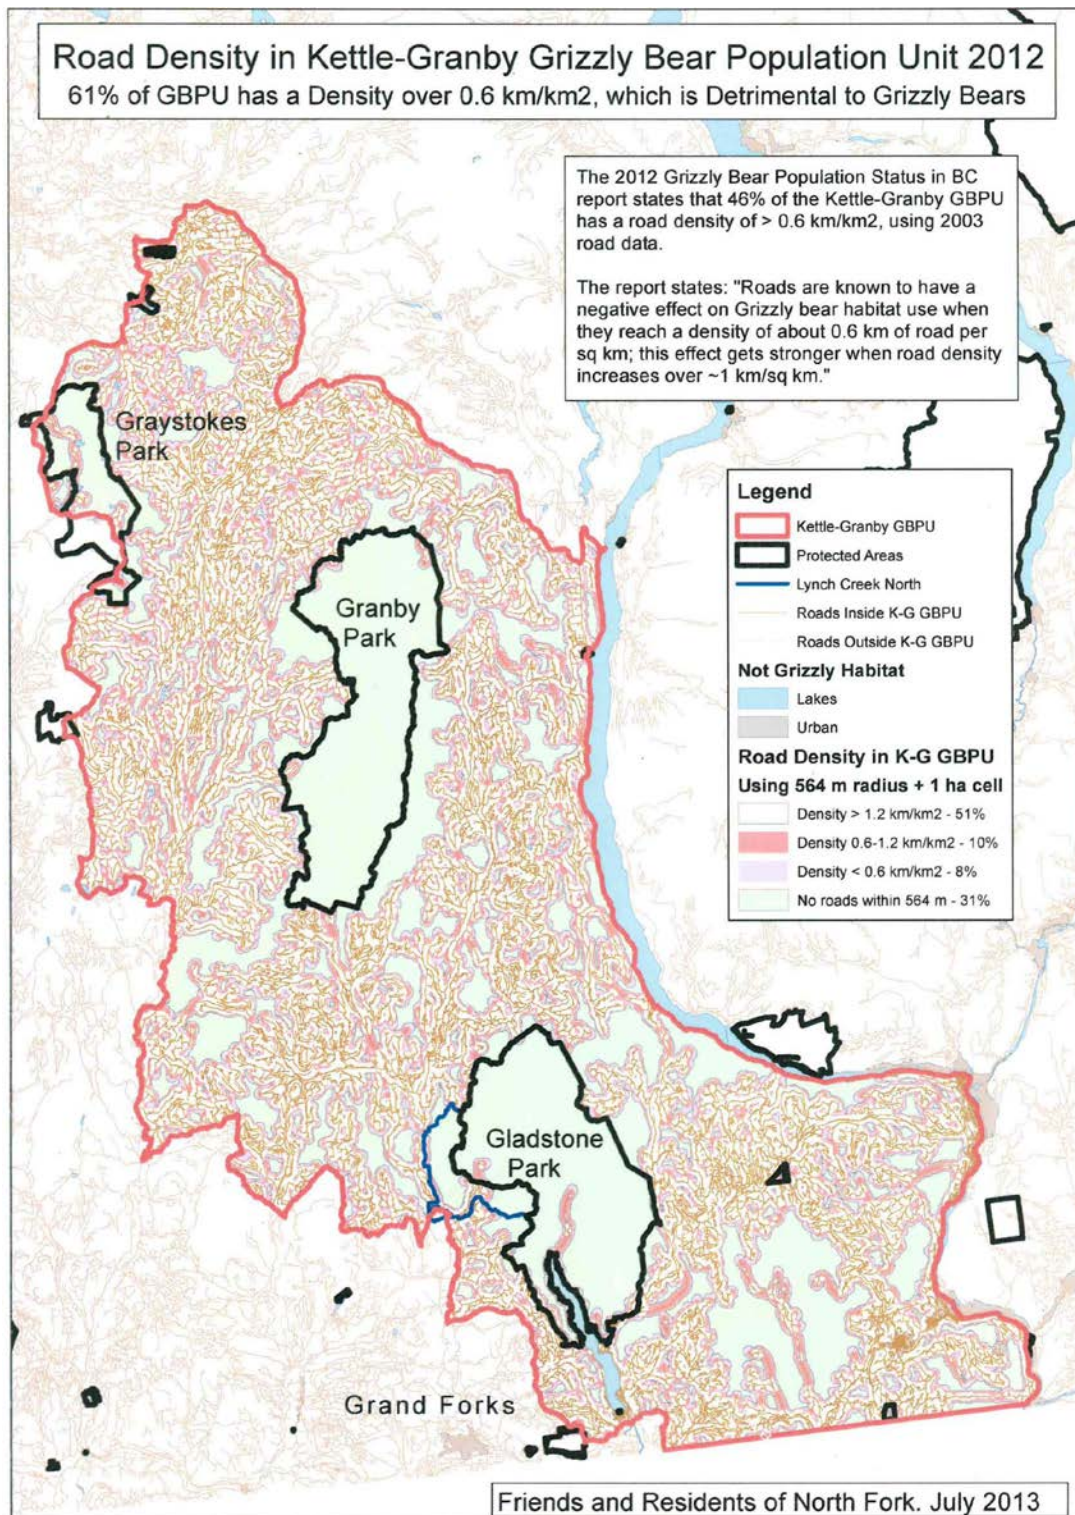 Road Density in Kettle-Granby Grizzly Bear Population Unit 2012
61% of GBPU has a Density over 0.6 km/km2, which is Detrimental to Grizzly Bears
The 2012 Grizzly Bear Population Status in BC
report states that 46% of the Kettle-Granby GBPU
has a road density of > 0.6 km/km2, using 2003
road data.
The report states: "Roads are known to have a
negative effect on Grizzly bear habitat use when
they reach a density of about 0.6 km of road per
sq km; this effect gets stronger when road density
increases over ~1 km/sq km."
Graystokes
Park
Granby
Park
Legend
Kettle-Granby GBPU
Protected Areas
Lynch Creek North
Roads Inside K-G GBPU
Roads Outside K-G GBPU
Not Grizzly Habitat
Lakes
Urban
Road Density in K-G GBPU
Using 564 m radius + 1 ha cell
Density > 1.2 km/km2 - 51%
Density 0.6-1.2 km/km2 - 10%
Density < 0.6 km/km2 - 8%
No roads within 564 m - 31%
Gladstone
Park
Grand Forks
Friends and Residents of North Fork. July 2013